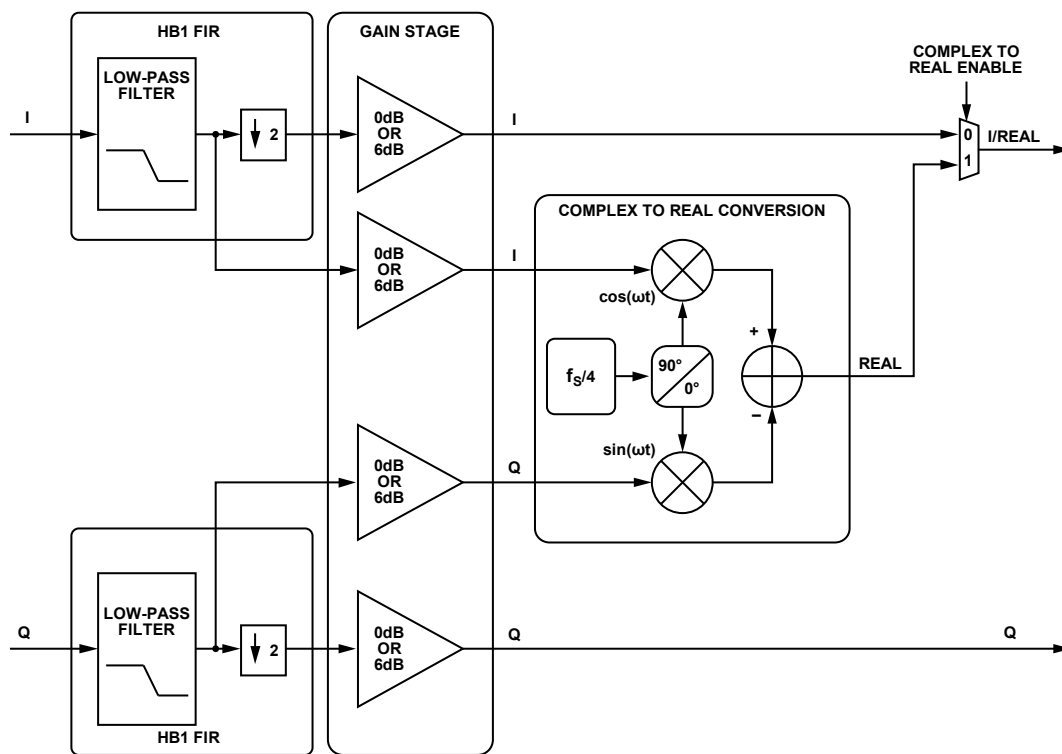 HB1 FIR
GAIN STAGE
LOW-PASS
FILTER
I
2
0dB
OR
6dB
I
COMPLEX TO
REAL ENABLE
0
1
I/REAL
0dB
OR
6dB
I
COMPLEX TO REAL CONVERSION
cos(ωt)
fS/4
90°
0°
+
−
REAL
sin(ωt)
0dB
OR
6dB
Q
LOW-PASS
FILTER
Q
2
HB1 FIR
0dB
OR
6dB
Q
Q